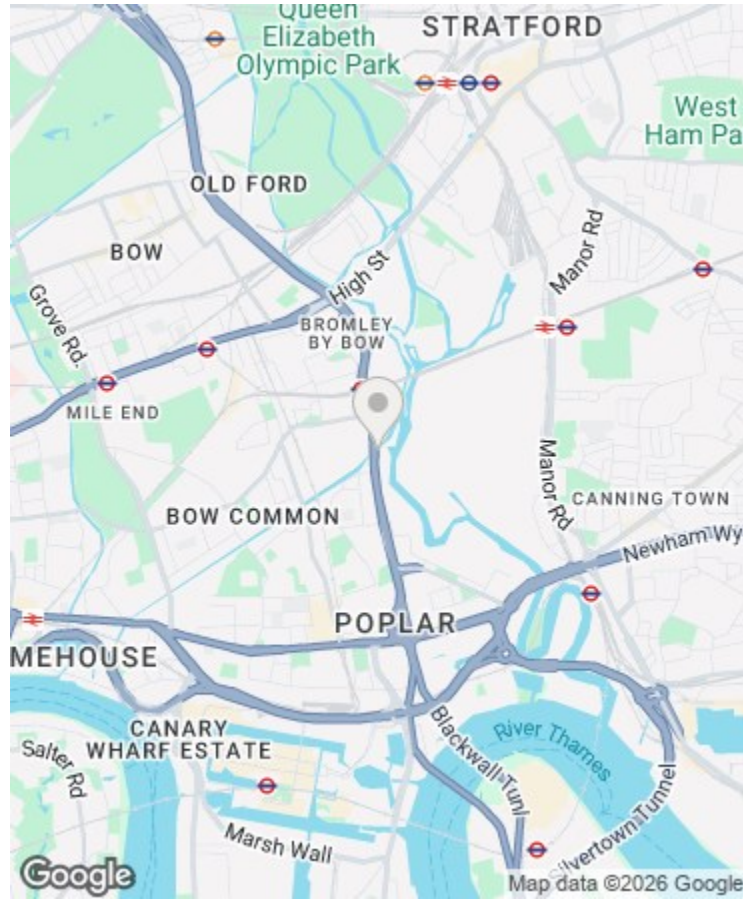 Queen
Elizabeth
Olympic Park
STRATFORD
West
Ham Pa
OLD FORD
BOW
High St
Manor Rd
Grove Rd.
BROMLEY
BY BOW
MILE END
Manor Rd
CANNING TOWN
BOW COMMON
Newham Wy
POPLAR
MEHOUSE
CANARY
WHARF ESTATE
Salter Rd
Blackwall Tunl
River Thames
Silvertown Tunnel
Marsh Wall
Google
Map data ©2026 Google